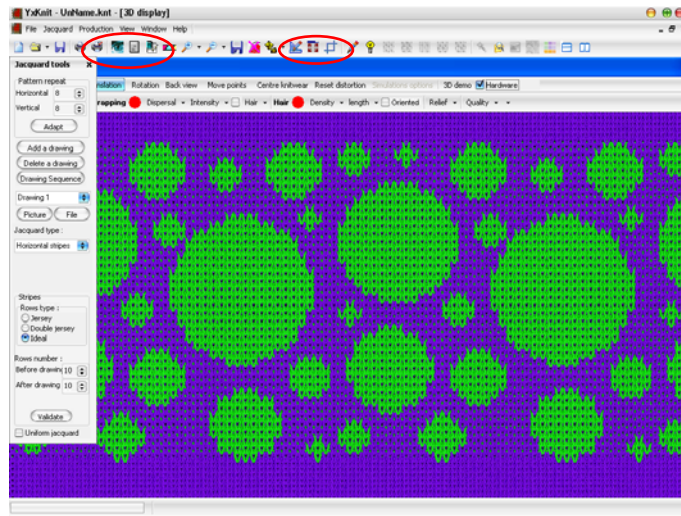 YxKnit - UnName.knt - [3D display]
File Jacquard Production View Window Help
Jacquard tools x
Pattern repeat
Horizontal 8
Vertical 8
Adapt
Add a drawing
Delete a drawing
Drawing Sequence
Drawing 1
Picture File
Jacquard type :
Horizontal stripes
Stripes
Rows type :
Jersey
Double jersey
Ideal
Rows number :
Before drawin 10
After drawing 10
Validate
Uniform jacquard
nslation Rotation Back view Move points Centre knitwear Reset distortion Simulations options 3D demo Hardware
rapping Dispersal Intensity Hair Hair Density length Oriented Relief Quality